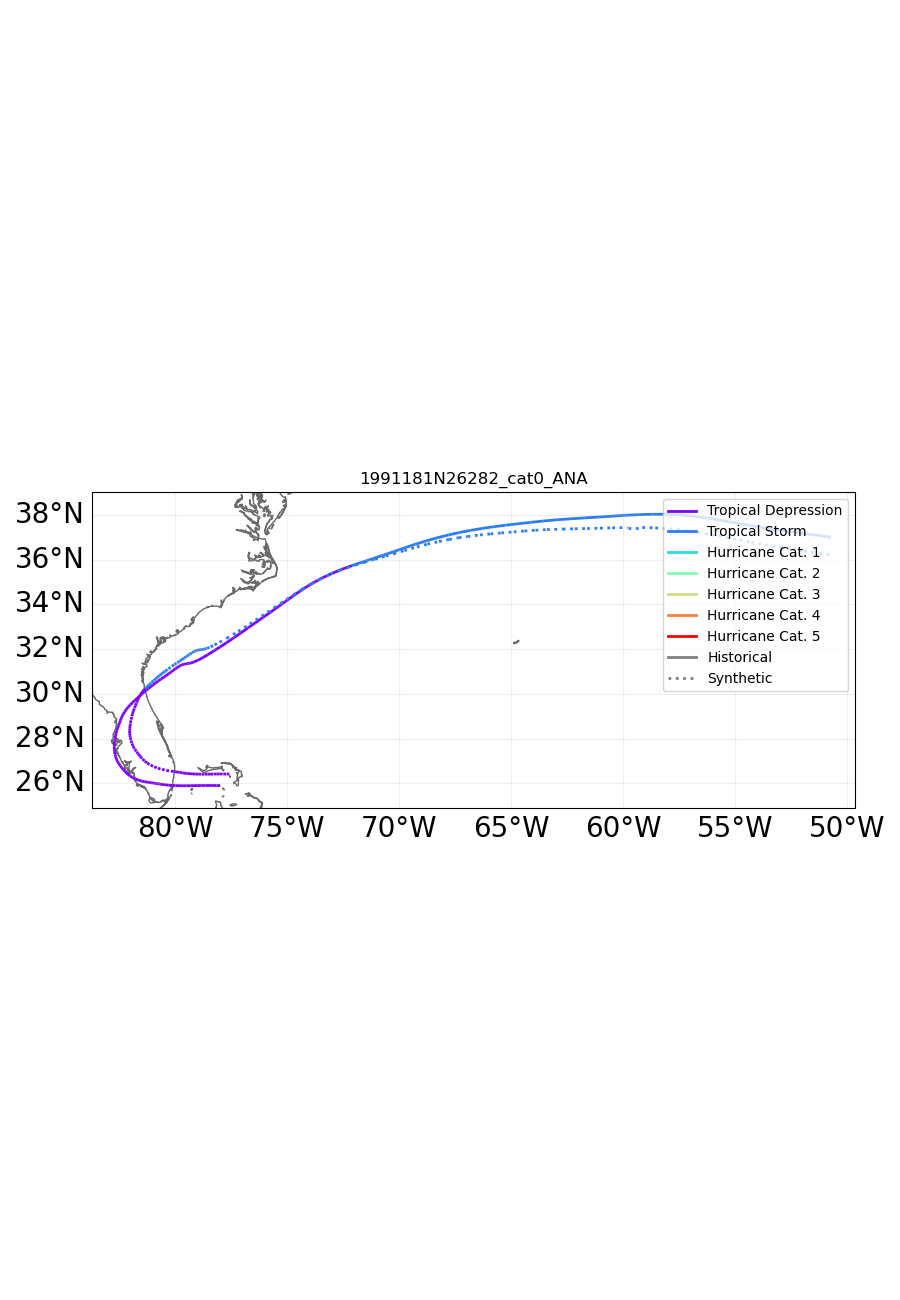 1991181N26282_cat0_ANA
38°N
36°N
34°N
32°N
30°N
28°N
26°N
Tropical Depression
Tropical Storm
Hurricane Cat. 1
Hurricane Cat. 2
Hurricane Cat. 3
Hurricane Cat. 4
Hurricane Cat. 5
Historical
Synthetic
80°W 75°W 70°W 65°W 60°W 55°W 50°W